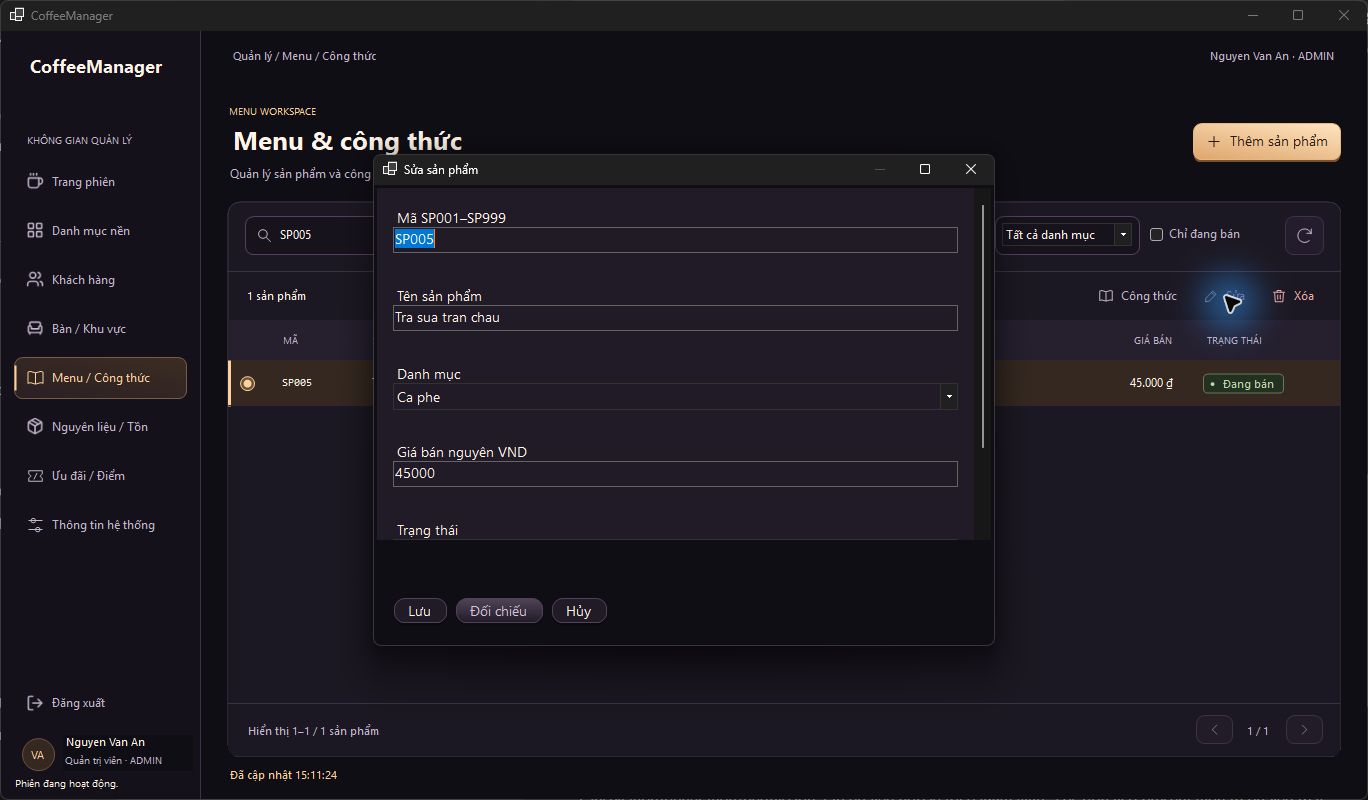 CoffeeManager
CoffeeManager
KHÔNG GIAN QUẢN LÝ
Trang phiên
Danh mục nền
Khách hàng
Bàn / Khu vực
Menu / Công thức
Nguyên liệu / Tồn
Ưu đãi / Điểm
Thông tin hệ thống
Đăng xuất
VA
Nguyen Van An
Quản trị viên · ADMIN
Phiên đang hoạt động.
Quản lý / Menu / Công thức
Nguyen Van An · ADMIN
MENU WORKSPACE
Menu & công thức
Quản lý sản phẩm và công
+ Thêm sản phẩm
SP005
Tất cả danh mục
Chỉ đang bán
1 sản phẩm
Công thức
Sửa
Xóa
MÃ
GIÁ BÁN
TRẠNG THÁI
SP005
45.000 ₫
• Đang bán
Sửa sản phẩm
Mã SP001–SP999
SP005
Tên sản phẩm
Tra sua tran chau
Danh mục
Ca phe
Giá bán nguyên VND
45000
Trạng thái
Lưu
Đối chiếu
Hủy
Hiển thị 1–1 / 1 sản phẩm
1 / 1
Đã cập nhật 15:11:24